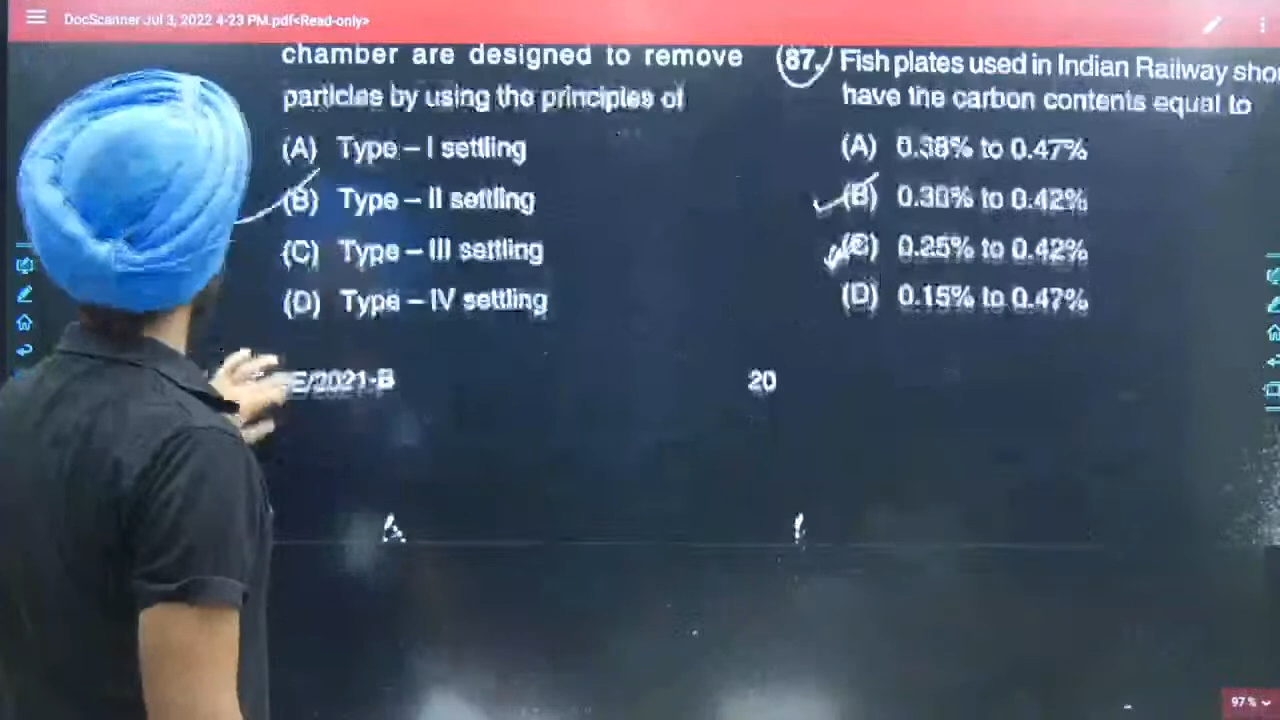 DocScanner Jul 3, 2022 4-23 PM.pdf<Read-only>
chamber are designed to remove
particles by using the principles of
(A) Type – I settling
(B) Type – II settling
(C) Type – III settling
(D) Type – IV settling
E/2021-B
20
87. Fish plates used in Indian Railway shou
have the carbon contents equal to
(A) 0.38% to 0.47%
(B) 0.30% to 0.42%
(C) 0.25% to 0.42%
(D) 0.15% to 0.47%
97%